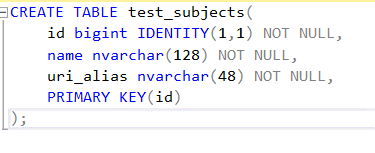 CREATE TABLE test_subjects(
    id bigint IDENTITY(1,1) NOT NULL,
    name nvarchar(128) NOT NULL,
    uri_alias nvarchar(48) NOT NULL,
    PRIMARY KEY(id)
);